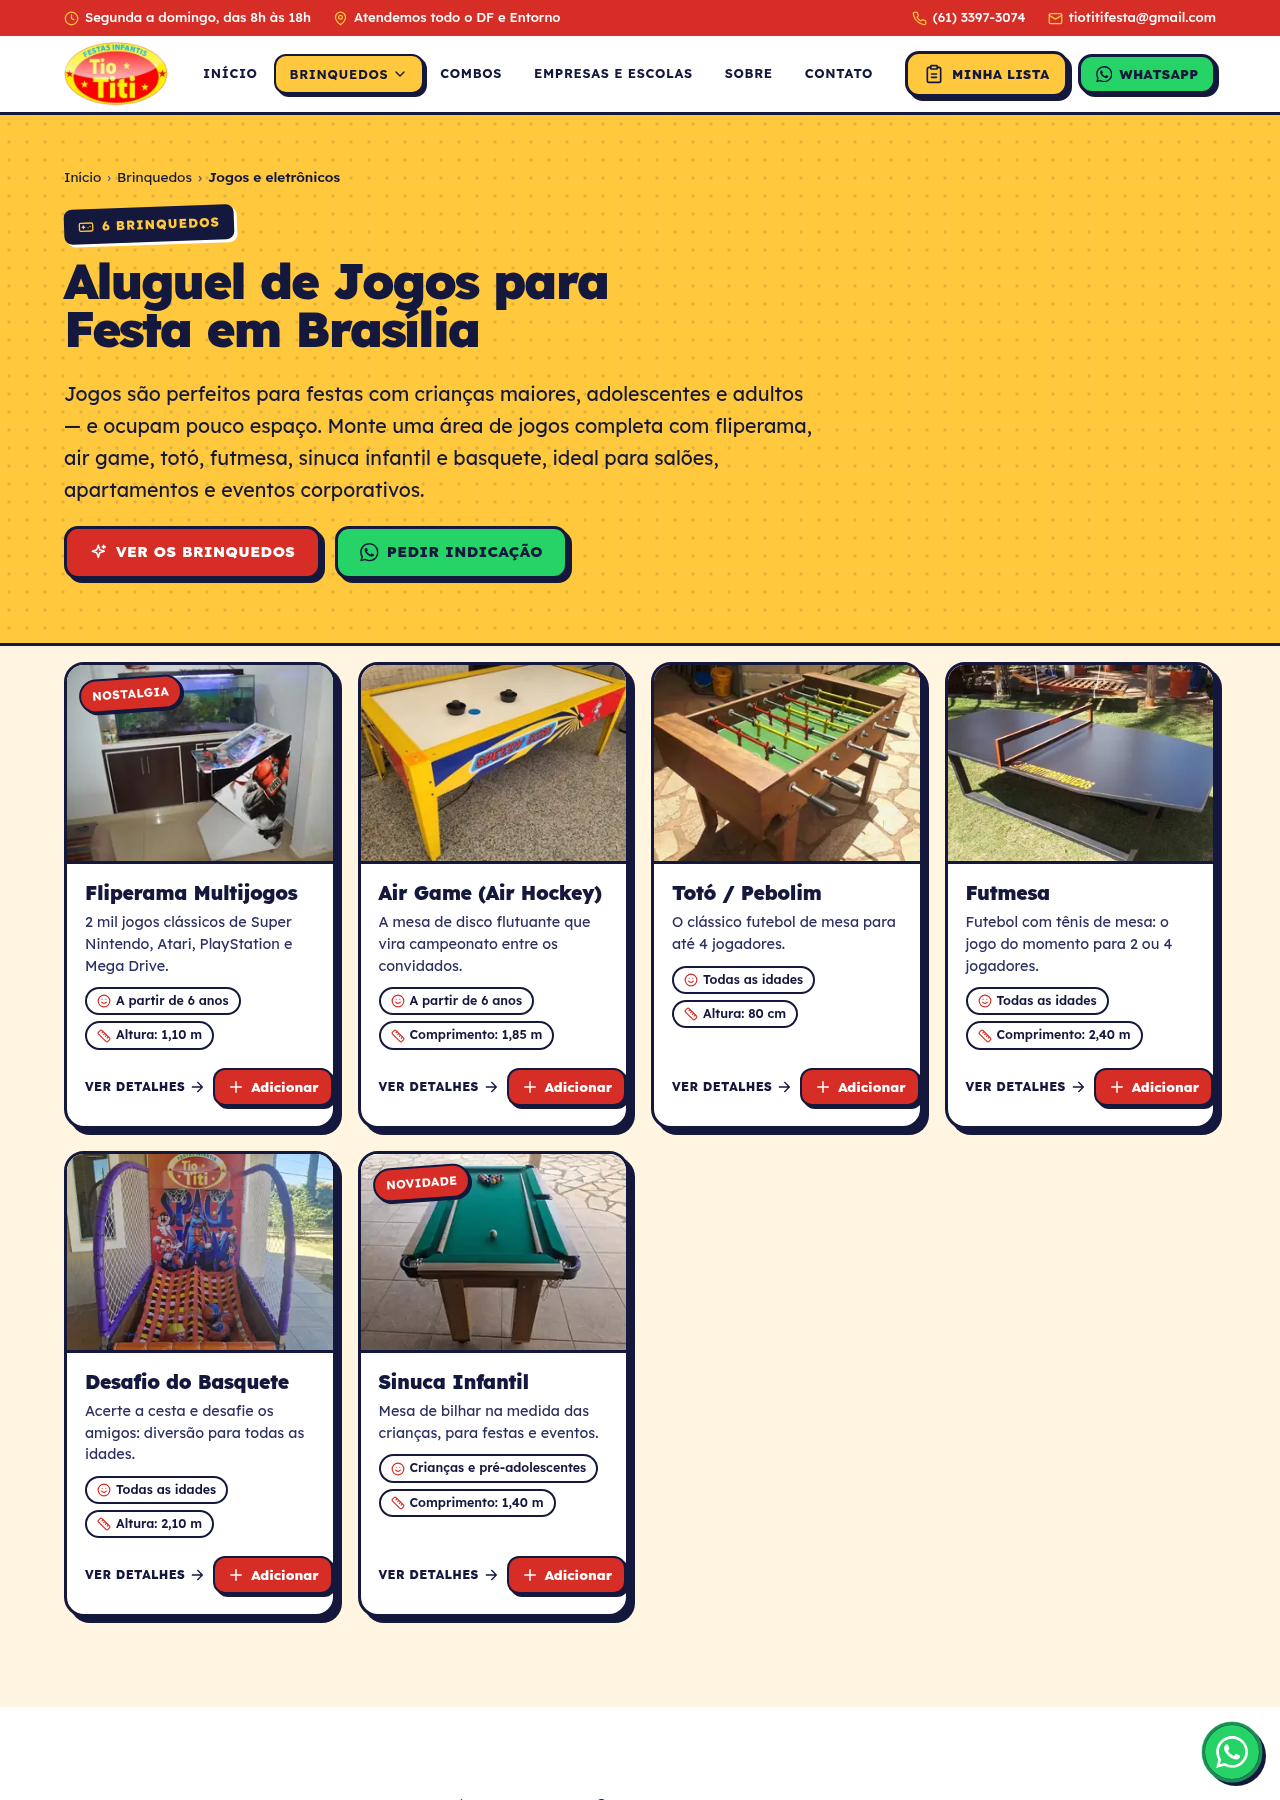 Segunda a domingo, das 8h às 18h
Atendemos todo o DF e Entorno
(61) 3397-3074
tiotitifesta@gmail.com
FESTAS INFANTIS
Tio
Titi
INÍCIO
BRINQUEDOS
COMBOS
EMPRESAS E ESCOLAS
SOBRE
CONTATO
MINHA LISTA
WHATSAPP
Início › Brinquedos › Jogos e eletrônicos
6 BRINQUEDOS
Aluguel de Jogos para
Festa em Brasília
Jogos são perfeitos para festas com crianças maiores, adolescentes e adultos
— e ocupam pouco espaço. Monte uma área de jogos completa com fliperama,
air game, totó, futmesa, sinuca infantil e basquete, ideal para salões,
apartamentos e eventos corporativos.
VER OS BRINQUEDOS
PEDIR INDICAÇÃO
NOSTALGIA
Fliperama Multijogos
2 mil jogos clássicos de Super
Nintendo, Atari, PlayStation e
Mega Drive.
A partir de 6 anos
Altura: 1,10 m
VER DETALHES
Adicionar
Air Game (Air Hockey)
A mesa de disco flutuante que
vira campeonato entre os
convidados.
A partir de 6 anos
Comprimento: 1,85 m
VER DETALHES
Adicionar
Totó / Pebolim
O clássico futebol de mesa para
até 4 jogadores.
Todas as idades
Altura: 80 cm
VER DETALHES
Adicionar
Futmesa
Futebol com tênis de mesa: o
jogo do momento para 2 ou 4
jogadores.
Todas as idades
Comprimento: 2,40 m
VER DETALHES
Adicionar
Tio
Titi
SPACE
JAM
Desafio do Basquete
Acerte a cesta e desafie os
amigos: diversão para todas as
idades.
Todas as idades
Altura: 2,10 m
VER DETALHES
Adicionar
NOVIDADE
Sinuca Infantil
Mesa de bilhar na medida das
crianças, para festas e eventos.
Crianças e pré-adolescentes
Comprimento: 1,40 m
VER DETALHES
Adicionar